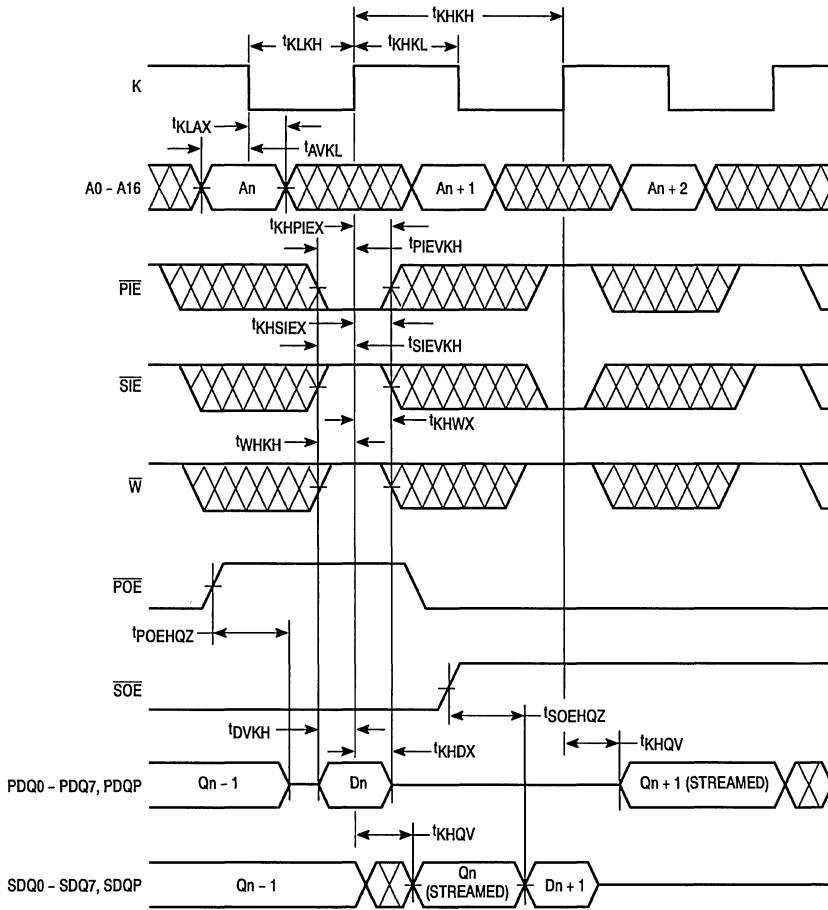 tKHKH
tKLKH
tKHKL
K
tKLAX
tAVKL
A0 – A16
An
An + 1
An + 2
tKHPIEX
tPIEVKH
PIE
tKHSIEX
tSIEVKH
SIE
tKHWX
tWHKH
W
POE
tPOEHQZ
SOE
tSOEHQZ
tDVKH
tKHDX
tKHQV
PDQ0 – PDQ7, PDQP
Qn – 1
Dn
Qn + 1 (STREAMED)
tKHQV
SDQ0 – SDQ7, SDQP
Qn – 1
Qn
(STREAMED)
Dn + 1